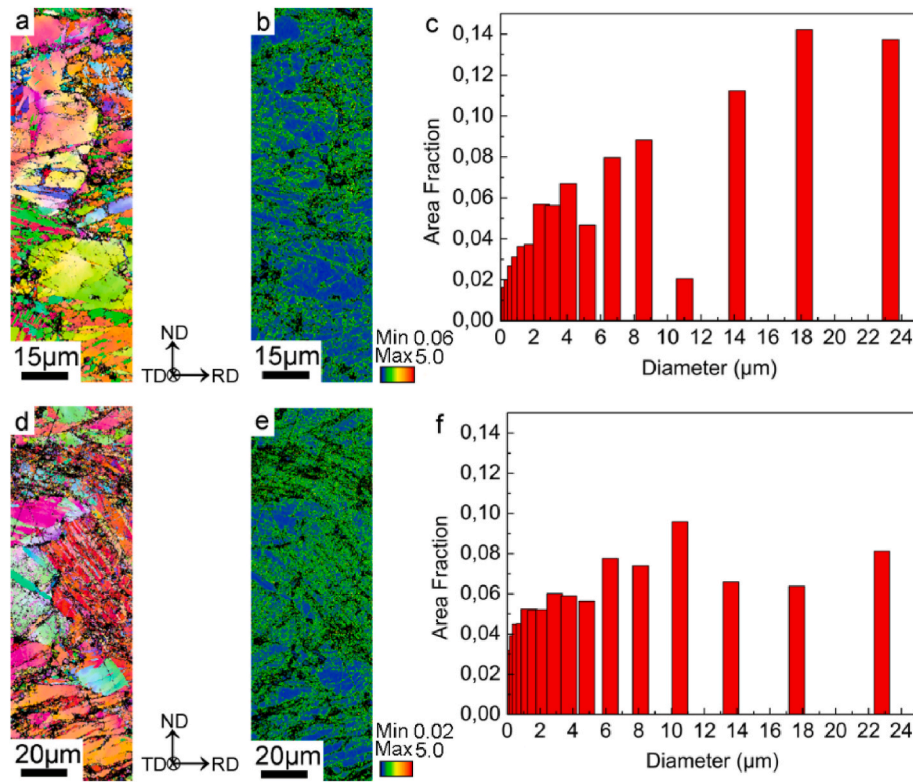 a
15µm
ND
TD RD
b
15µm
Min 0.06
Max 5.0
c
0,14
0,12
0,10
0,08
0,06
0,04
0,02
0,00
Area Fraction
0 2 4 6 8 10 12 14 16 18 20 22 24
Diameter (µm)
d
20µm
ND
TD RD
e
20µm
Min 0.02
Max 5.0
f
0,14
0,12
0,10
0,08
0,06
0,04
0,02
0,00
Area Fraction
0 2 4 6 8 10 12 14 16 18 20 22 24
Diameter (µm)